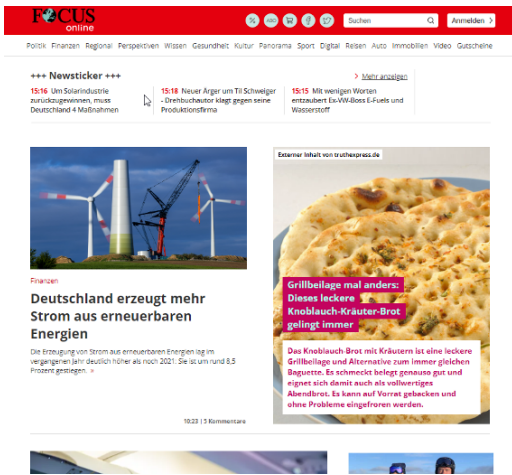 FOCUS
online
% ABO
Suchen
Anmelden >
Politik Finanzen Regional Perspektiven Wissen Gesundheit Kultur Panorama Sport Digital Reisen Auto Immobilien Video Gutscheine
+++ Newsticker +++
> Mehr anzeigen
15:16 Um Solarindustrie
zurückzugewinnen, muss
Deutschland 4 Maßnahmen
15:18 Neuer Ärger um Til Schweiger
- Drehbuchautor klagt gegen seine
Produktionsfirma
15:15 Mit wenigen Worten
entzaubert Ex-VW-Boss E-Fuels und
Wasserstoff
Finanzen
Deutschland erzeugt mehr
Strom aus erneuerbaren
Energien
Die Erzeugung von Strom aus erneuerbaren Energien lag im
vergangenen Jahr deutlich höher als noch 2021: Sie ist um rund 8,5
Prozent gestiegen. »
10:23 | 5 Kommentare
Externer Inhalt von truthexpress.de
Grillbeilage mal anders:
Dieses leckere
Knoblauch-Kräuter-Brot
gelingt immer
Das Knoblauch-Brot mit Kräutern ist eine leckere
Grillbeilage und Alternative zum immer gleichen
Baguette. Es schmeckt belegt genauso gut und
eignet sich damit auch als vollwertiges
Abendbrot. Es kann auf Vorrat gebacken und
ohne Probleme eingefroren werden.